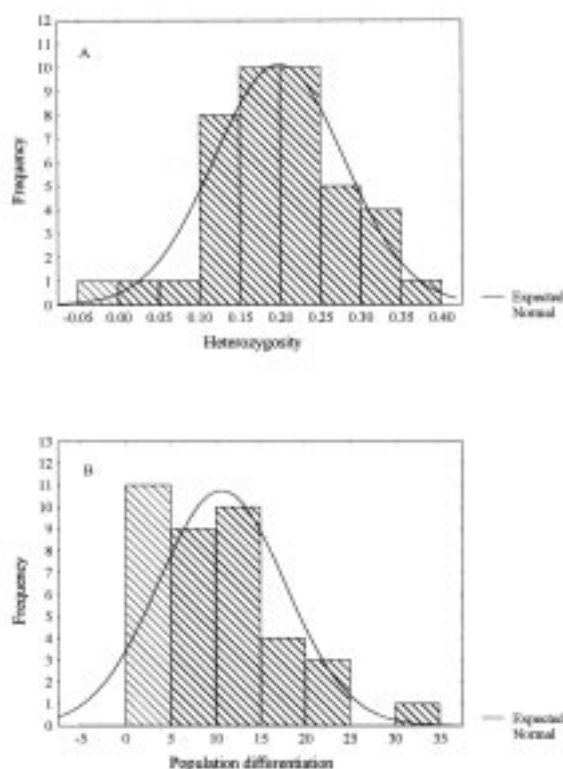 12
A
11
10
9
8
7
6
5
4
3
2
1
0
Frequency
-0.05 0.00 0.05 0.10 0.15 0.20 0.25 0.30 0.35 0.40
Heterozygosity
Expected
Normal
13
12
B
11
10
9
8
7
6
5
4
3
2
1
0
Frequency
-5 0 5 10 15 20 25 30 35
Population differentiation
Expected
Normal